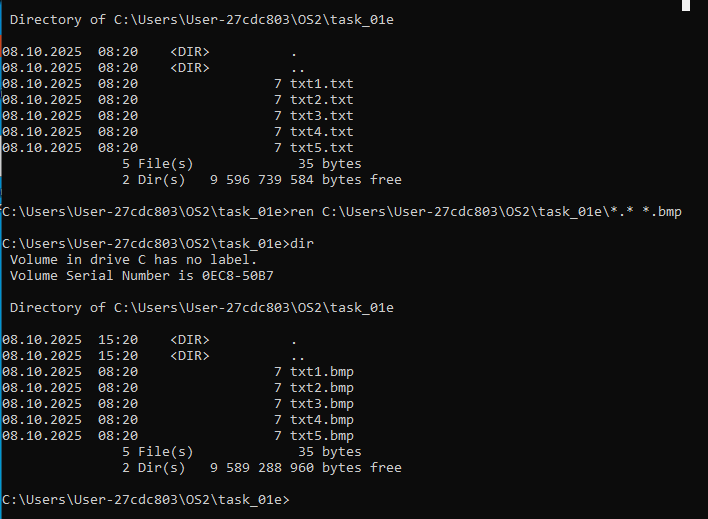 Directory of C:\Users\User-27cdc803\OS2\task_01e
08.10.2025  08:20    <DIR>          .
08.10.2025  08:20    <DIR>          ..
08.10.2025  08:20                 7 txt1.txt
08.10.2025  08:20                 7 txt2.txt
08.10.2025  08:20                 7 txt3.txt
08.10.2025  08:20                 7 txt4.txt
08.10.2025  08:20                 7 txt5.txt
               5 File(s)             35 bytes
               2 Dir(s)   9 596 739 584 bytes free
C:\Users\User-27cdc803\OS2\task_01e>ren C:\Users\User-27cdc803\OS2\task_01e\*.* *.bmp
C:\Users\User-27cdc803\OS2\task_01e>dir
 Volume in drive C has no label.
 Volume Serial Number is 0EC8-50B7
 Directory of C:\Users\User-27cdc803\OS2\task_01e
08.10.2025  15:20    <DIR>          .
08.10.2025  15:20    <DIR>          ..
08.10.2025  08:20                 7 txt1.bmp
08.10.2025  08:20                 7 txt2.bmp
08.10.2025  08:20                 7 txt3.bmp
08.10.2025  08:20                 7 txt4.bmp
08.10.2025  08:20                 7 txt5.bmp
               5 File(s)             35 bytes
               2 Dir(s)   9 589 288 960 bytes free
C:\Users\User-27cdc803\OS2\task_01e>